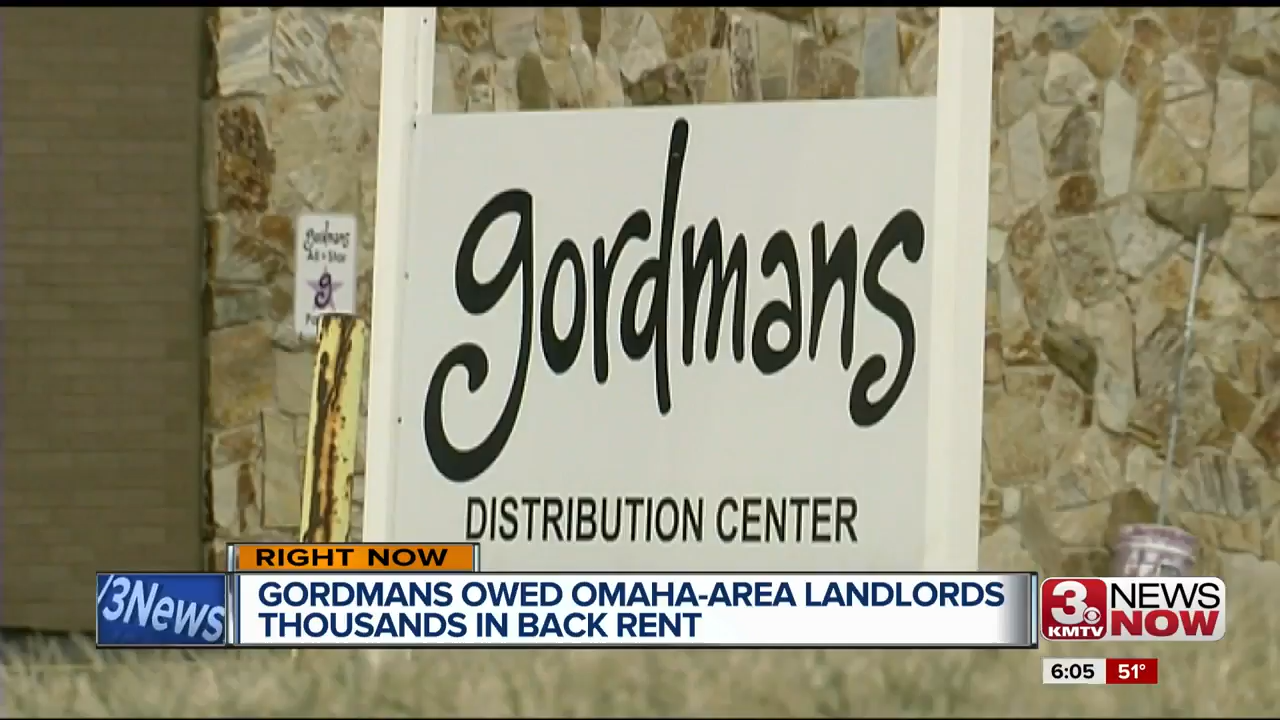 gordmans
DISTRIBUTION CENTER
gordmans
g
RIGHT NOW
/3News
GORDMANS OWED OMAHA-AREA LANDLORDS
THOUSANDS IN BACK RENT
3
KMTV
NEWS
NOW
6:05 51°